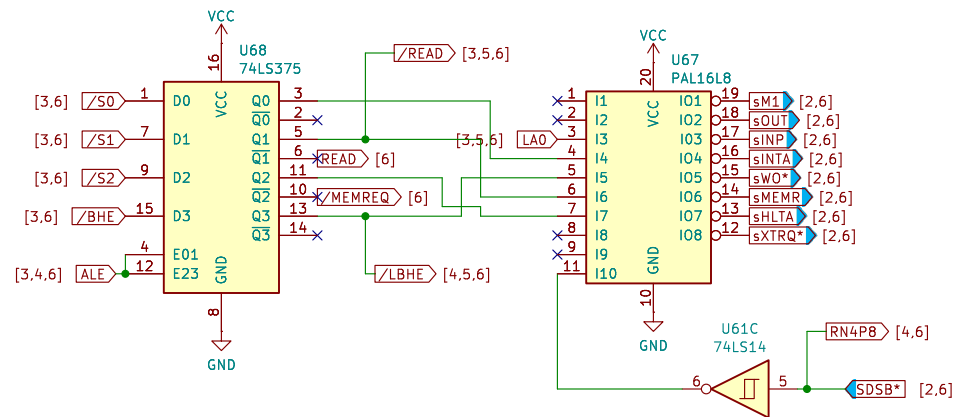 VCC
U68
74LS375
16
VCC
[3,6] /S0 1 D0
[3,6] /S1 7 D1
[3,6] /S2 9 D2
[3,6] /BHE 15 D3
4 E01
[3,4,6] ALE 12 E23
GND
8
GND
Q0 3
Q0 2
Q1 5
Q1 6 READ [6]
Q2 11
Q2 10 /MEMREQ [6]
Q3 13
Q3 14
/READ [3,5,6]
/LBHE [4,5,6]
VCC
U67
PAL16L8
20
VCC
1 I1
2 I2
[3,5,6] LA0 3 I3
4 I4
5 I5
6 I6
7 I7
8 I8
9 I9
11 I10
GND
10
GND
IO1 19 sM1 [2,6]
IO2 18 sOUT [2,6]
IO3 17 sINP [2,6]
IO4 16 sINTA [2,6]
IO5 15 sWO* [2,6]
IO6 14 sMEMR [2,6]
IO7 13 sHLTA [2,6]
IO8 12 sXTRQ* [2,6]
U61C
74LS14
6
5
RN4P8 [4,6]
SDSB* [2,6]